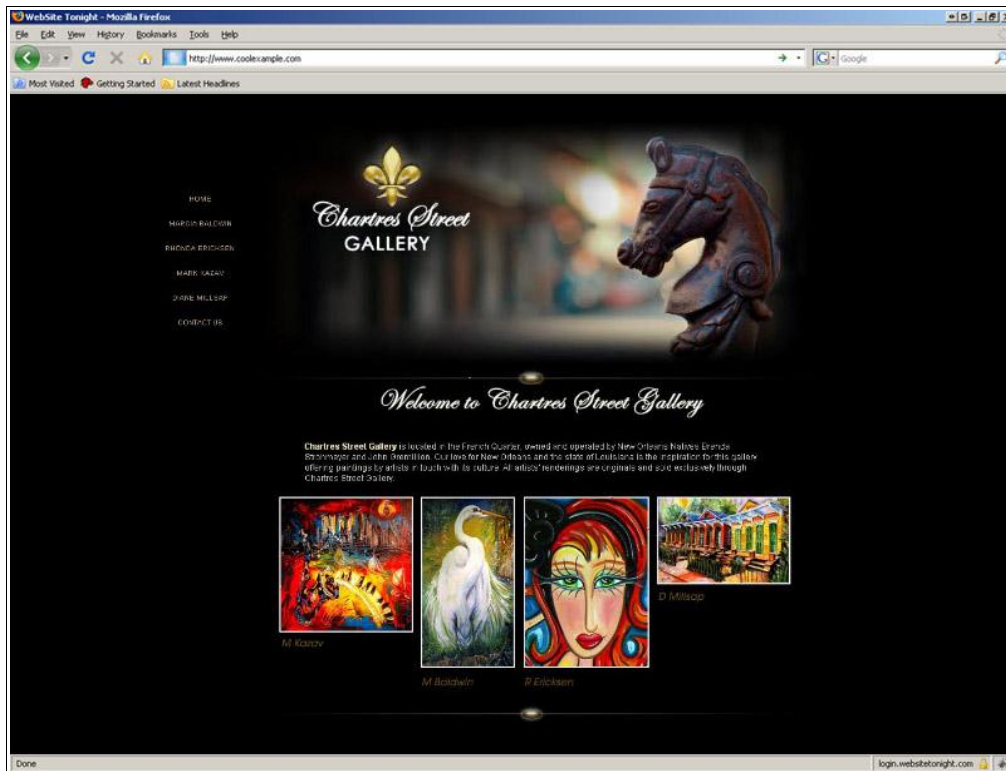 WebSite Tonight - Mozilla Firefox
File Edit View History Bookmarks Tools Help
http://www.coolexample.com
Google
Most Visited Getting Started Latest Headlines
HOME
MARCIA BALDWIN
RHONDA ERICKSEN
MARK KAZAV
DIANE MILLSAP
CONTACT US
Chartres Street
GALLERY
Welcome to Chartres Street Gallery
Chartres Street Gallery is located in the French Quarter, owned and operated by New Orleans Natives Brenda
and John Gremillion. Our love for New Orleans and the state of Louisiana is the inspiration for this gallery
offering paintings by artists in touch with its culture. All artists' renderings are originals and sold exclusively through
Chartres Street Gallery.
M Kazav
M Baldwin
R Ericksen
D Millsap
Done
login.websitetonight.com